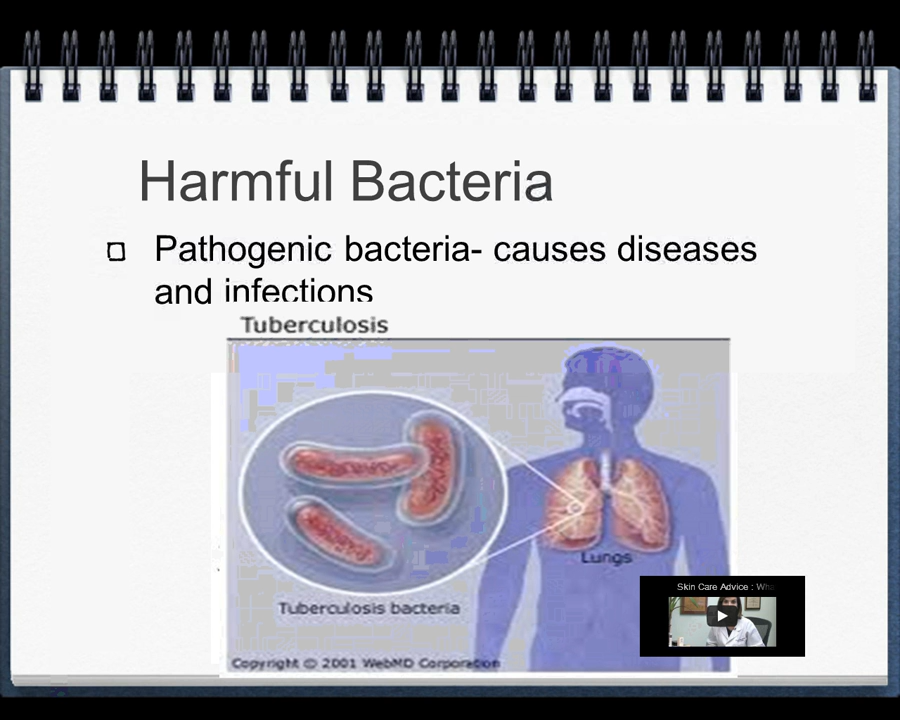 Harmful Bacteria
Pathogenic bacteria- causes diseases
and infections
Tuberculosis
Lungs
Tuberculosis bacteria
Skin Care Advice :
Copyright © 2001 WebMD Corporation